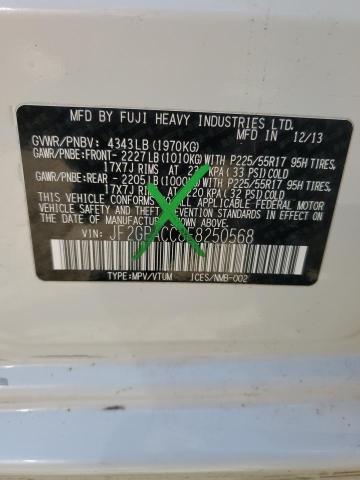 MFD BY FUJI HEAVY INDUSTRIES LTD.
MFD IN 12/13
GVWR/PNBV: 4343LB (1970KG)
GAWR/PNBE:FRONT- 2227LB (1010KG) WITH P225/55R17 95H TIRES,
17X7J RIMS AT KPA (33 PSI) COLD
GAWR/PNBE:REAR - 2205LB (1000KG) WITH P225/55R17 95H TIRES,
17X7J RIMS AT 220 KPA (32 PSI) COLD
THIS VEHICLE CONFORMS TO ALL APPLICABLE FEDERAL MOTOR
VEHICLE SAFETY AND BUMPER STANDARDS IN EFFECT ON
THE DATE OF MANUFACTURE SHOWN ABOVE.
VIN:
TYPE:MPV/VTUM JCES/NMB-002